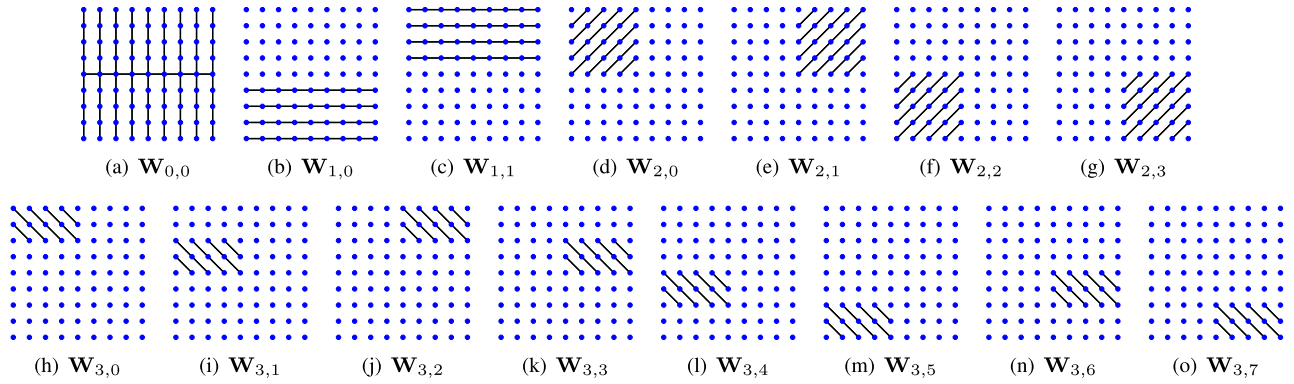 (a) W0,0 (b) W1,0 (c) W1,1 (d) W2,0 (e) W2,1 (f) W2,2 (g) W2,3
(h) W3,0 (i) W3,1 (j) W3,2 (k) W3,3 (l) W3,4 (m) W3,5 (n) W3,6 (o) W3,7